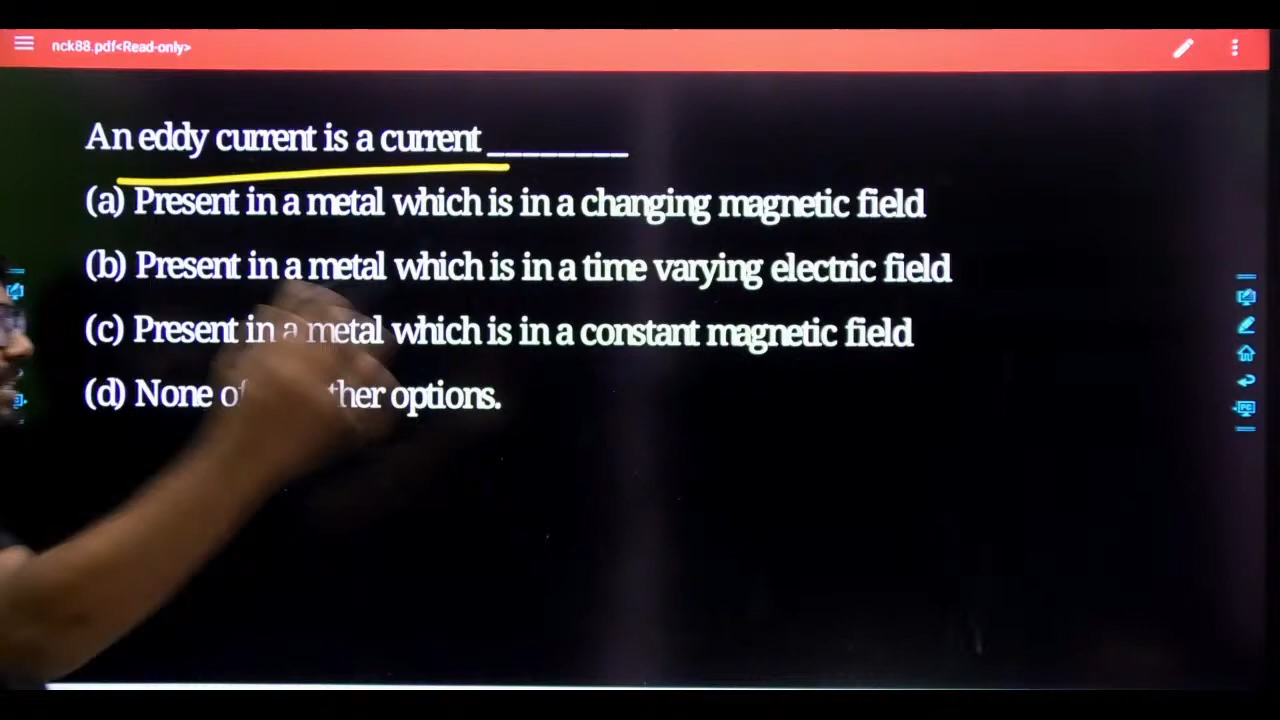 nck88.pdf<Read-only>
An eddy current is a current ________
(a) Present in a metal which is in a changing magnetic field
(b) Present in a metal which is in a time varying electric field
(c) Present in a metal which is in a constant magnetic field
(d) None of ther options.